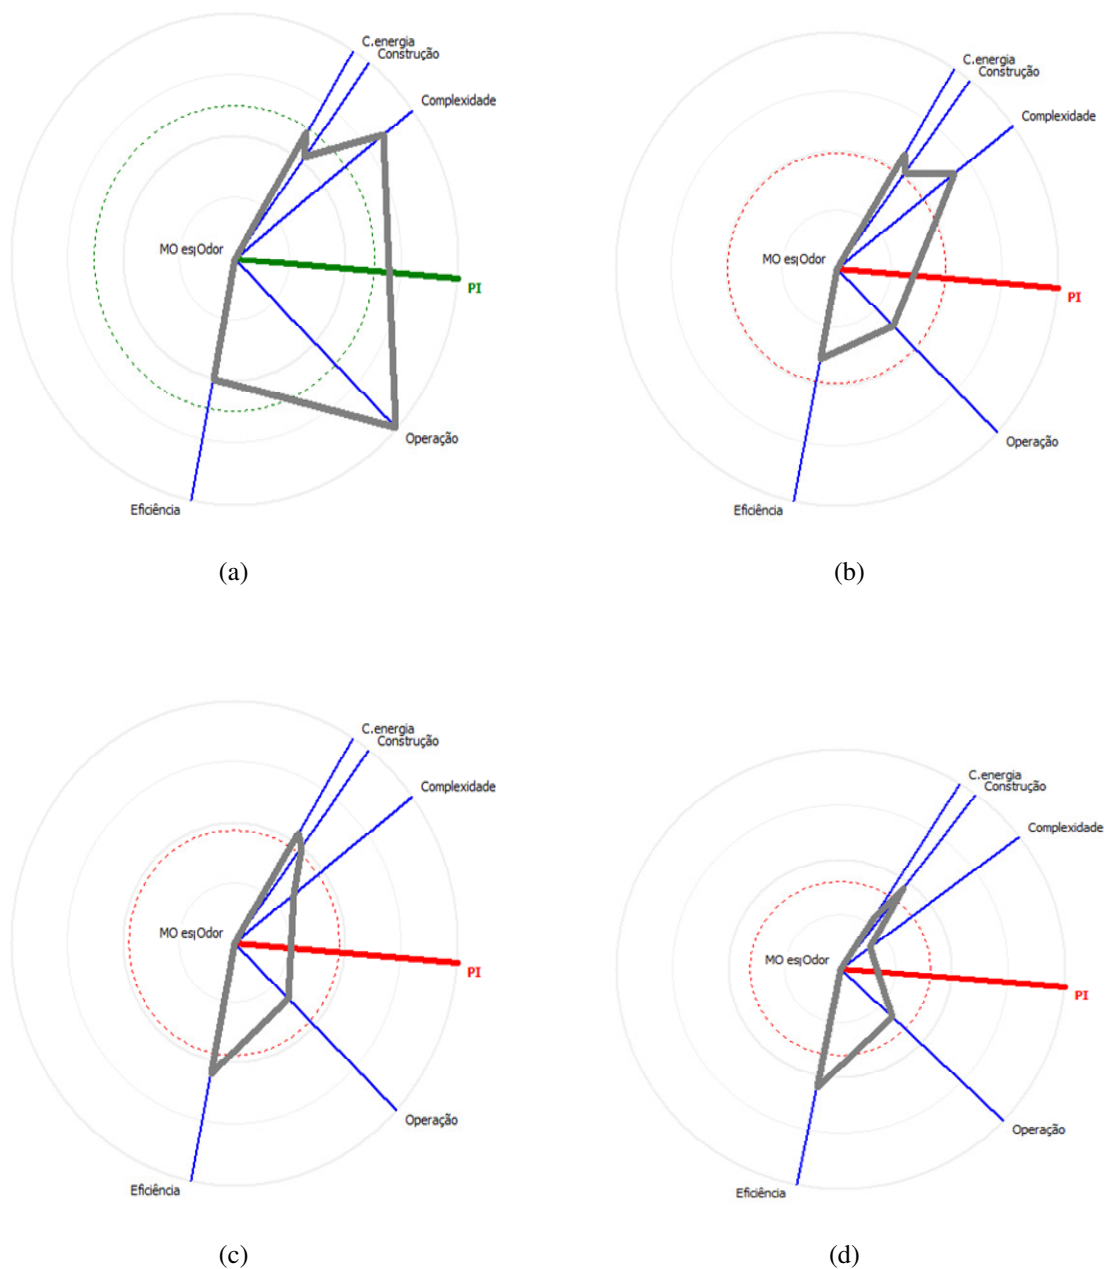 C.energia
Construção
Complexidade
MO es|Odor
PI
Operação
Eficiência
(a)
C.energia
Construção
Complexidade
MO es|Odor
PI
Operação
Eficiência
(b)
C.energia
Construção
Complexidade
MO es|Odor
PI
Operação
Eficiência
(c)
C.energia
Construção
Complexidade
MO es|Odor
PI
Operação
Eficiência
(d)